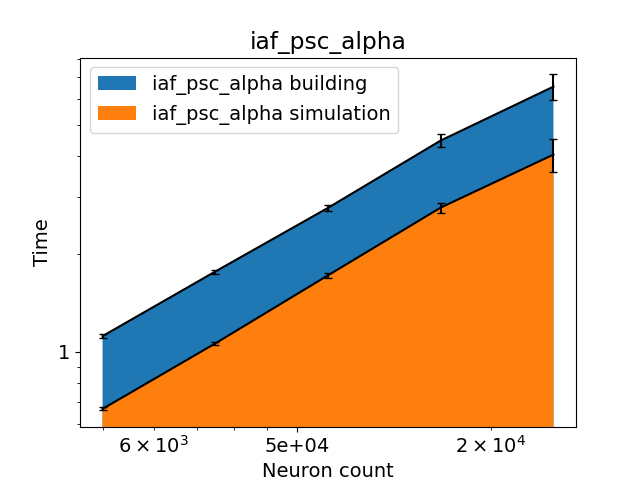 iaf_psc_alpha
iaf_psc_alpha building
iaf_psc_alpha simulation
Time
1
6 × 10³
5e+04
2 × 10⁴
Neuron count